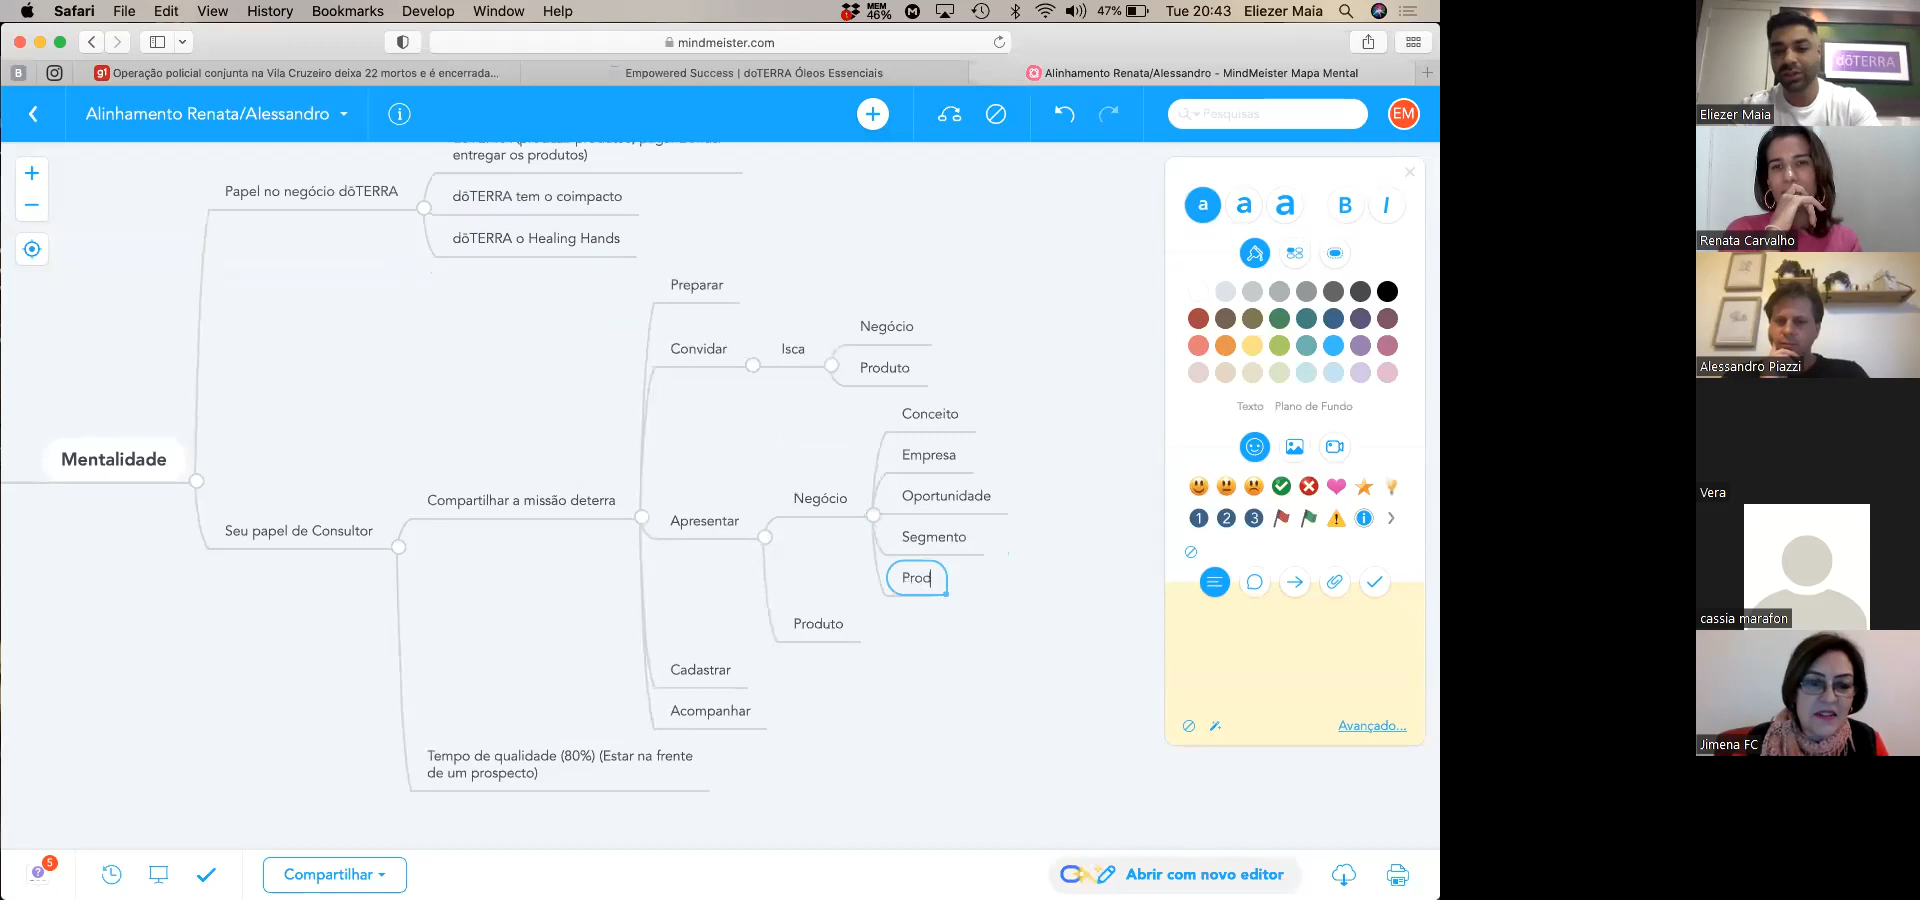 Safari File Edit View History Bookmarks Develop Window Help
MEM 46% 47% Tue 20:43 Eliezer Maia
mindmeister.com
Operação policial conjunta na Vila Cruzeiro deixa 22 mortos e é encerrada...
Empowered Success | doTERRA Óleos Essenciais
Alinhamento Renata/Alessandro - MindMeister Mapa Mental
Alinhamento Renata/Alessandro
Pesquisas
EM
entregar os produtos)
Papel no negócio dōTERRA
dōTERRA tem o coimpacto
dōTERRA o Healing Hands
Preparar
Negócio
Convidar
Isca
Produto
Conceito
Mentalidade
Empresa
Compartilhar a missão deterra
Negócio
Oportunidade
Seu papel de Consultor
Apresentar
Segmento
Prod
Produto
Cadastrar
Acompanhar
Tempo de qualidade (80%) (Estar na frente
de um prospecto)
a a a B I
Texto Plano de Fundo
1 2 3
Avançado...
5
Compartilhar
Abrir com novo editor
dōTERRA
Eliezer Maia
Renata Carvalho
Alessandro Piazzi
Vera
cassia marafon
Jimena FC